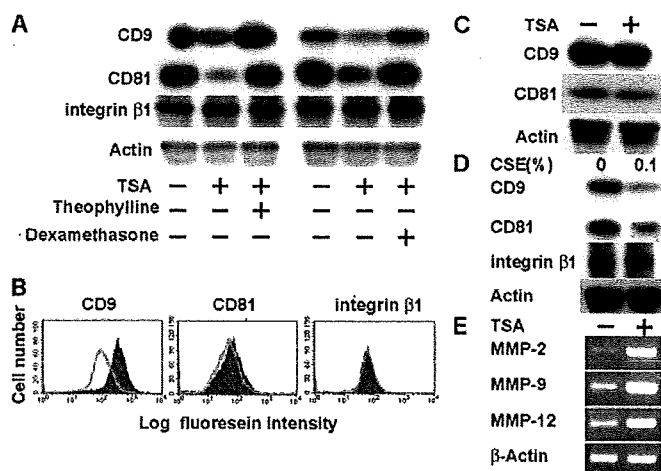 A
CD9
CD81
integrin β1
Actin
TSA − + + − + +
Theophylline − − + − − −
Dexamethasone − − − − − +
B
CD9 CD81 integrin β1
Cell number
Log fluoresein intensity
C
TSA − +
CD9
CD81
Actin
D
CSE(%) 0 0.1
CD9
CD81
Integrin β1
Actin
E
TSA − +
MMP-2
MMP-9
MMP-12
β-Actin